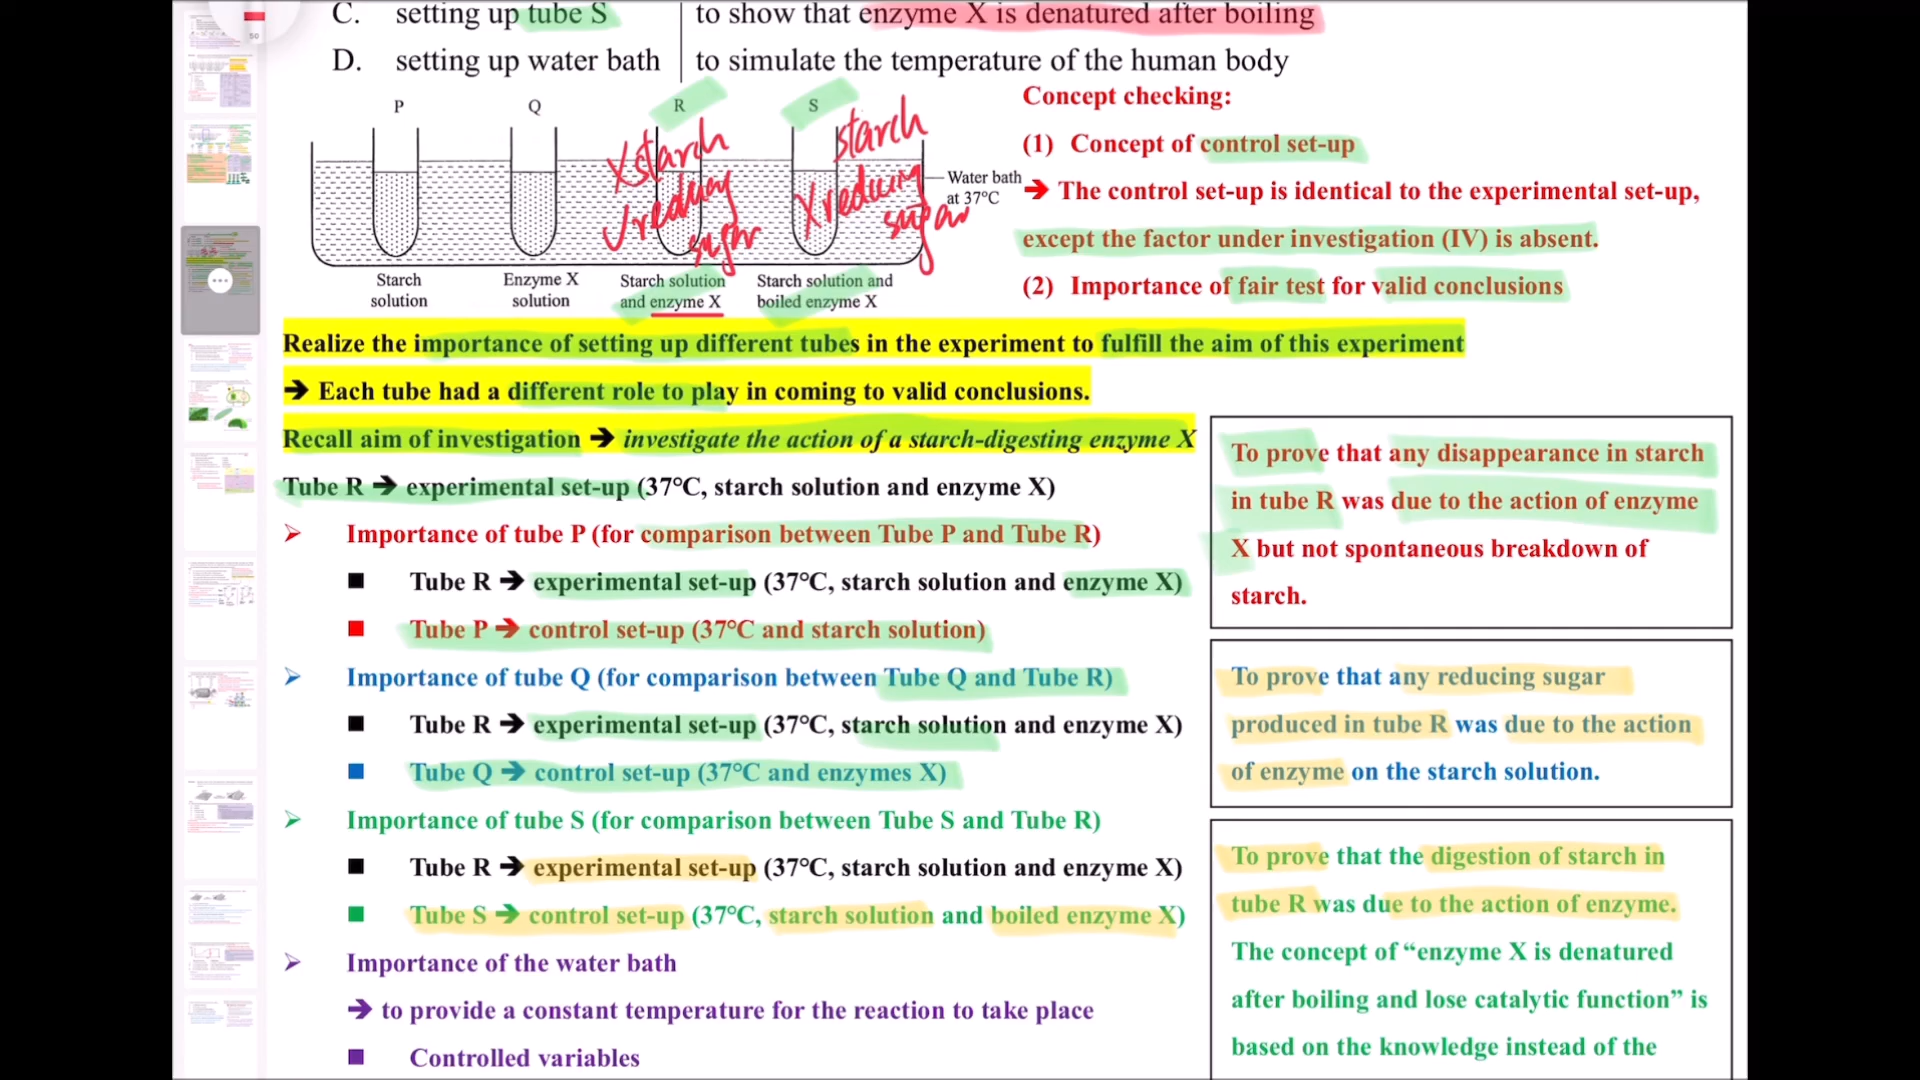 C. setting up tube S to show that enzyme X is denatured after boiling
D. setting up water bath to simulate the temperature of the human body
P Q R S
Xstarch
√reducing
sugar
starch
Xreducing
sugar
Water bath
at 37°C
Starch
solution
Enzyme X
solution
Starch solution
and enzyme X
Starch solution and
boiled enzyme X
Concept checking:
(1) Concept of control set-up
➔ The control set-up is identical to the experimental set-up,
except the factor under investigation (IV) is absent.
(2) Importance of fair test for valid conclusions
Realize the importance of setting up different tubes in the experiment to fulfill the aim of this experiment
➔ Each tube had a different role to play in coming to valid conclusions.
Recall aim of investigation ➔ investigate the action of a starch-digesting enzyme X
Tube R ➔ experimental set-up (37°C, starch solution and enzyme X)
➢ Importance of tube P (for comparison between Tube P and Tube R)
■ Tube R ➔ experimental set-up (37°C, starch solution and enzyme X)
■ Tube P ➔ control set-up (37°C and starch solution)
➢ Importance of tube Q (for comparison between Tube Q and Tube R)
■ Tube R ➔ experimental set-up (37°C, starch solution and enzyme X)
■ Tube Q ➔ control set-up (37°C and enzymes X)
➢ Importance of tube S (for comparison between Tube S and Tube R)
■ Tube R ➔ experimental set-up (37°C, starch solution and enzyme X)
■ Tube S ➔ control set-up (37°C, starch solution and boiled enzyme X)
➢ Importance of the water bath
➔ to provide a constant temperature for the reaction to take place
■ Controlled variables
To prove that any disappearance in starch
in tube R was due to the action of enzyme
X but not spontaneous breakdown of
starch.
To prove that any reducing sugar
produced in tube R was due to the action
of enzyme on the starch solution.
To prove that the digestion of starch in
tube R was due to the action of enzyme.
The concept of “enzyme X is denatured
after boiling and lose catalytic function” is
based on the knowledge instead of the
50